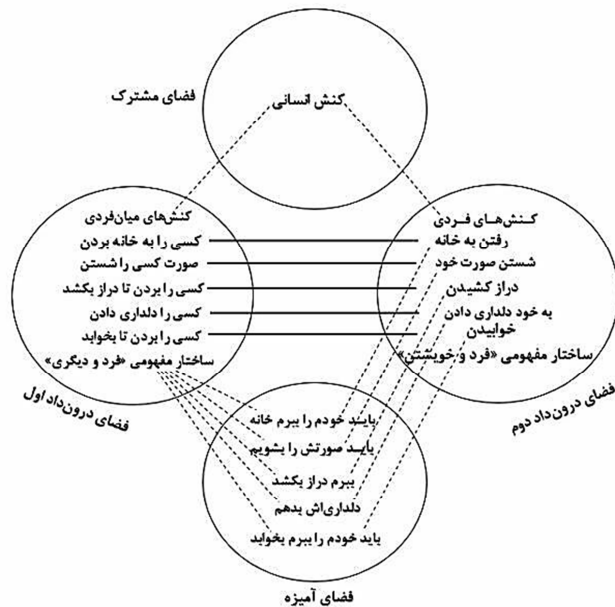 فضای مشترک
کنش انسانی
کنش‌های میان‌فردی
کسی را به خانه بردن
صورت کسی را شستن
کسی را بردن تا دراز بکشد
کسی را دلداری دادن
کسی را بردن تا بخوابد
ساختار مفهومی «فرد و دیگری»
فضای درون‌داد اول
کنش‌های فردی
رفتن به خانه
شستن صورت خود
دراز کشیدن
به خود دلداری دادن
خوابیدن
ساختار مفهومی «فرد و خویشتن»
فضای درون‌داد دوم
بایند خودم را ببرم خانه
بایند صورتش را بشویم
ببرم دراز بکشد
دلداری‌اش بدهم
باید خودم را ببرم بخوابد
فضای آمیزه